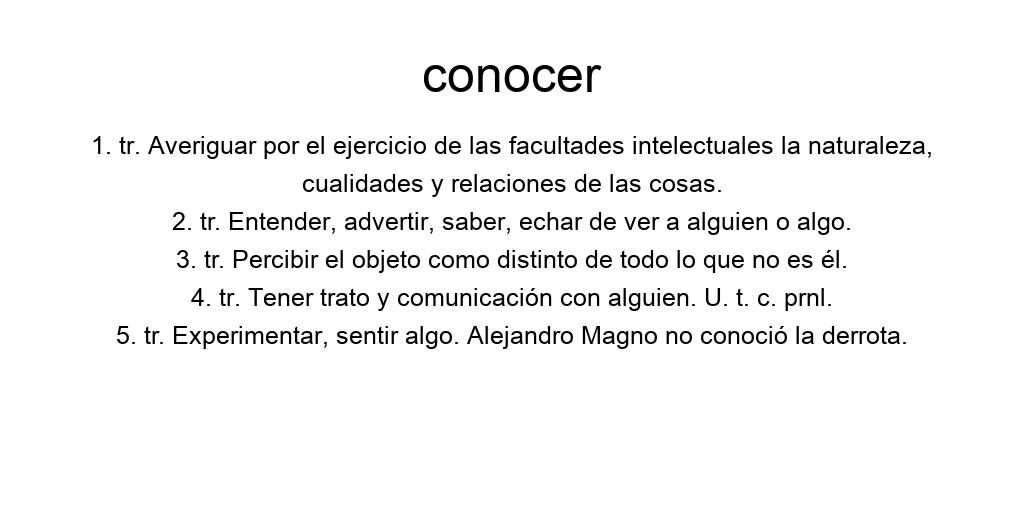 conocer
1. tr. Averiguar por el ejercicio de las facultades intelectuales la naturaleza,
cualidades y relaciones de las cosas.
2. tr. Entender, advertir, saber, echar de ver a alguien o algo.
3. tr. Percibir el objeto como distinto de todo lo que no es él.
4. tr. Tener trato y comunicación con alguien. U. t. c. prnl.
5. tr. Experimentar, sentir algo. Alejandro Magno no conoció la derrota.